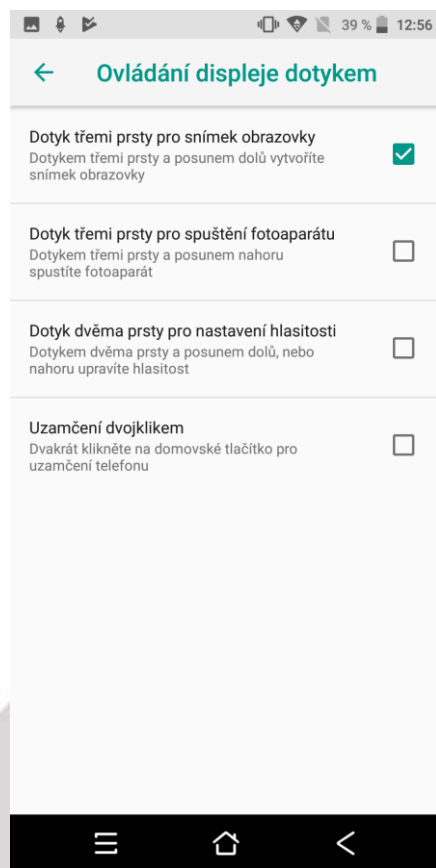 39 % 12:56
Ovládání displeje dotykem
Dotyk třemi prsty pro snímek obrazovky
Dotykem třemi prsty a posunem dolů vytvoříte
snímek obrazovky
Dotyk třemi prsty pro spuštění fotoaparátu
Dotykem třemi prsty a posunem nahoru
spustíte fotoaparát
Dotyk dvěma prsty pro nastavení hlasitosti
Dotykem dvěma prsty a posunem dolů, nebo
nahoru upravíte hlasitost
Uzamčení dvojklikem
Dvakrát klikněte na domovské tlačítko pro
uzamčení telefonu